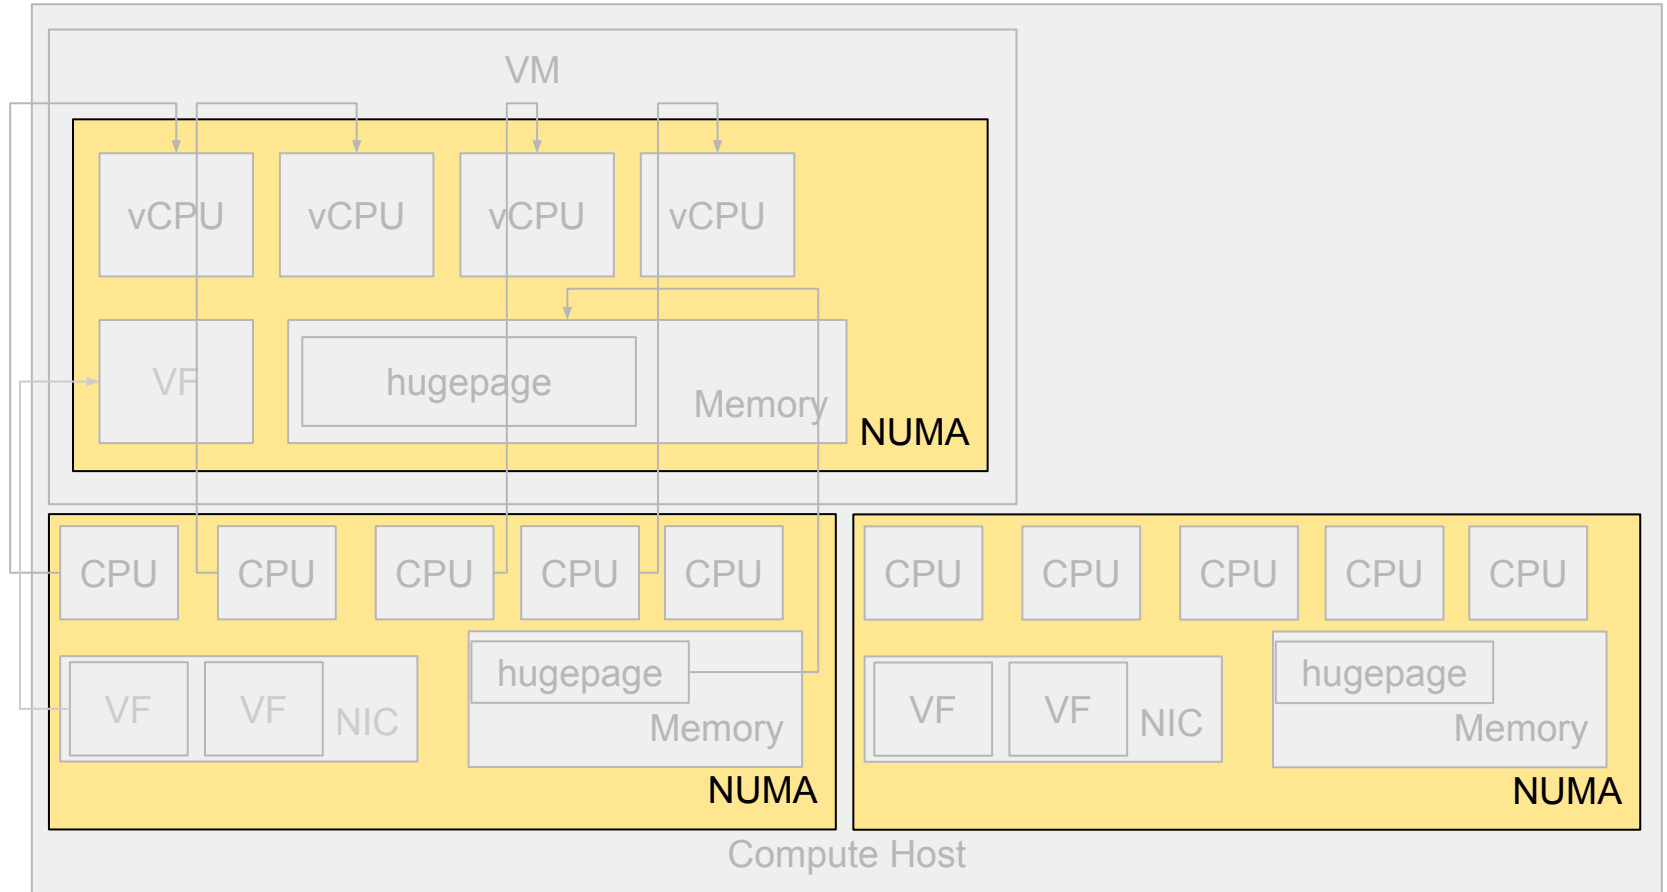 VM
vCPU
vCPU
vCPU
vCPU
VF
hugepage
Memory
NUMA
CPU
CPU
CPU
CPU
CPU
VF
VF
NIC
hugepage
Memory
NUMA
CPU
CPU
CPU
CPU
CPU
VF
VF
NIC
hugepage
Memory
NUMA
Compute Host